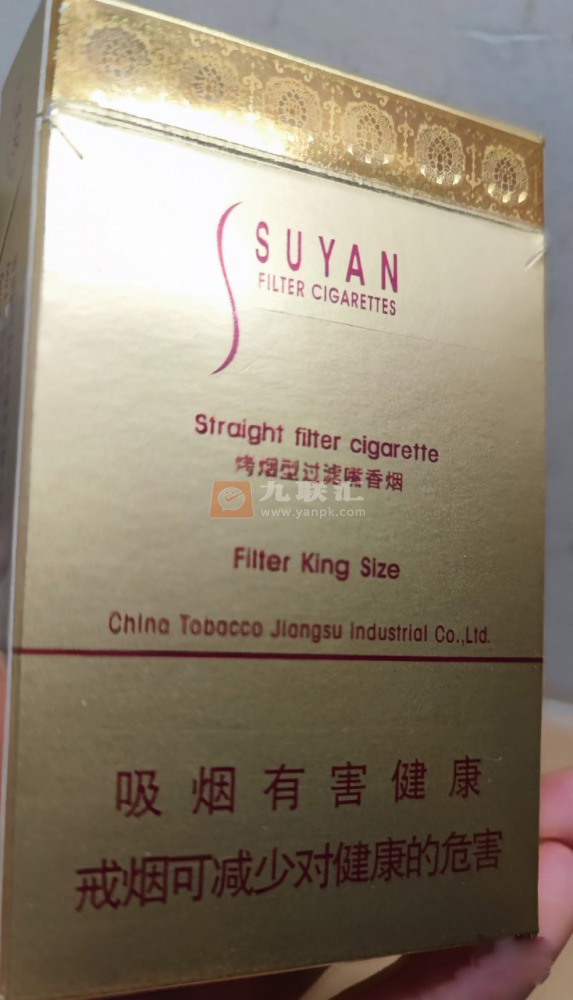 SUYAN
FILTER CIGARETTES
Straight filter cigarette
烤烟型过滤嘴香烟
九联汇
www.yanpk.com
Filter King Size
China Tobacco Jiangsu Industrial Co.,Ltd.
吸烟有害健康
戒烟可减少对健康的危害